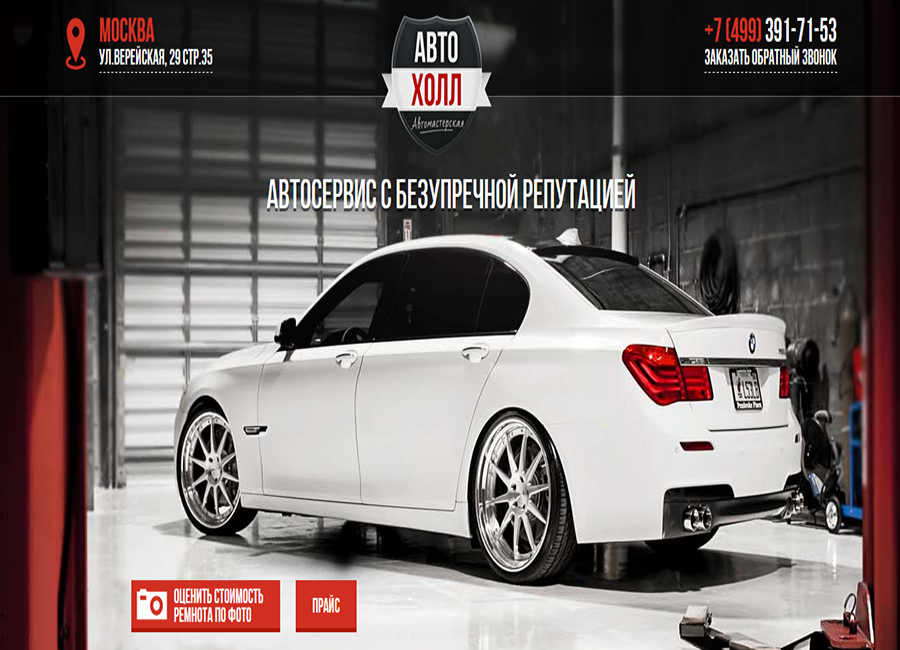 МОСКВА
УЛ.ВЕРЕЙСКАЯ, 29 СТР.35
АВТО
ХОЛЛ
Автомастерская
+7 (499) 391-71-53
ЗАКАЗАТЬ ОБРАТНЫЙ ЗВОНОК
АВТОСЕРВИС С БЕЗУПРЕЧНОЙ РЕПУТАЦИЕЙ
ОЦЕНИТЬ СТОИМОСТЬ
РЕМНОТА ПО ФОТО
ПРАЙС